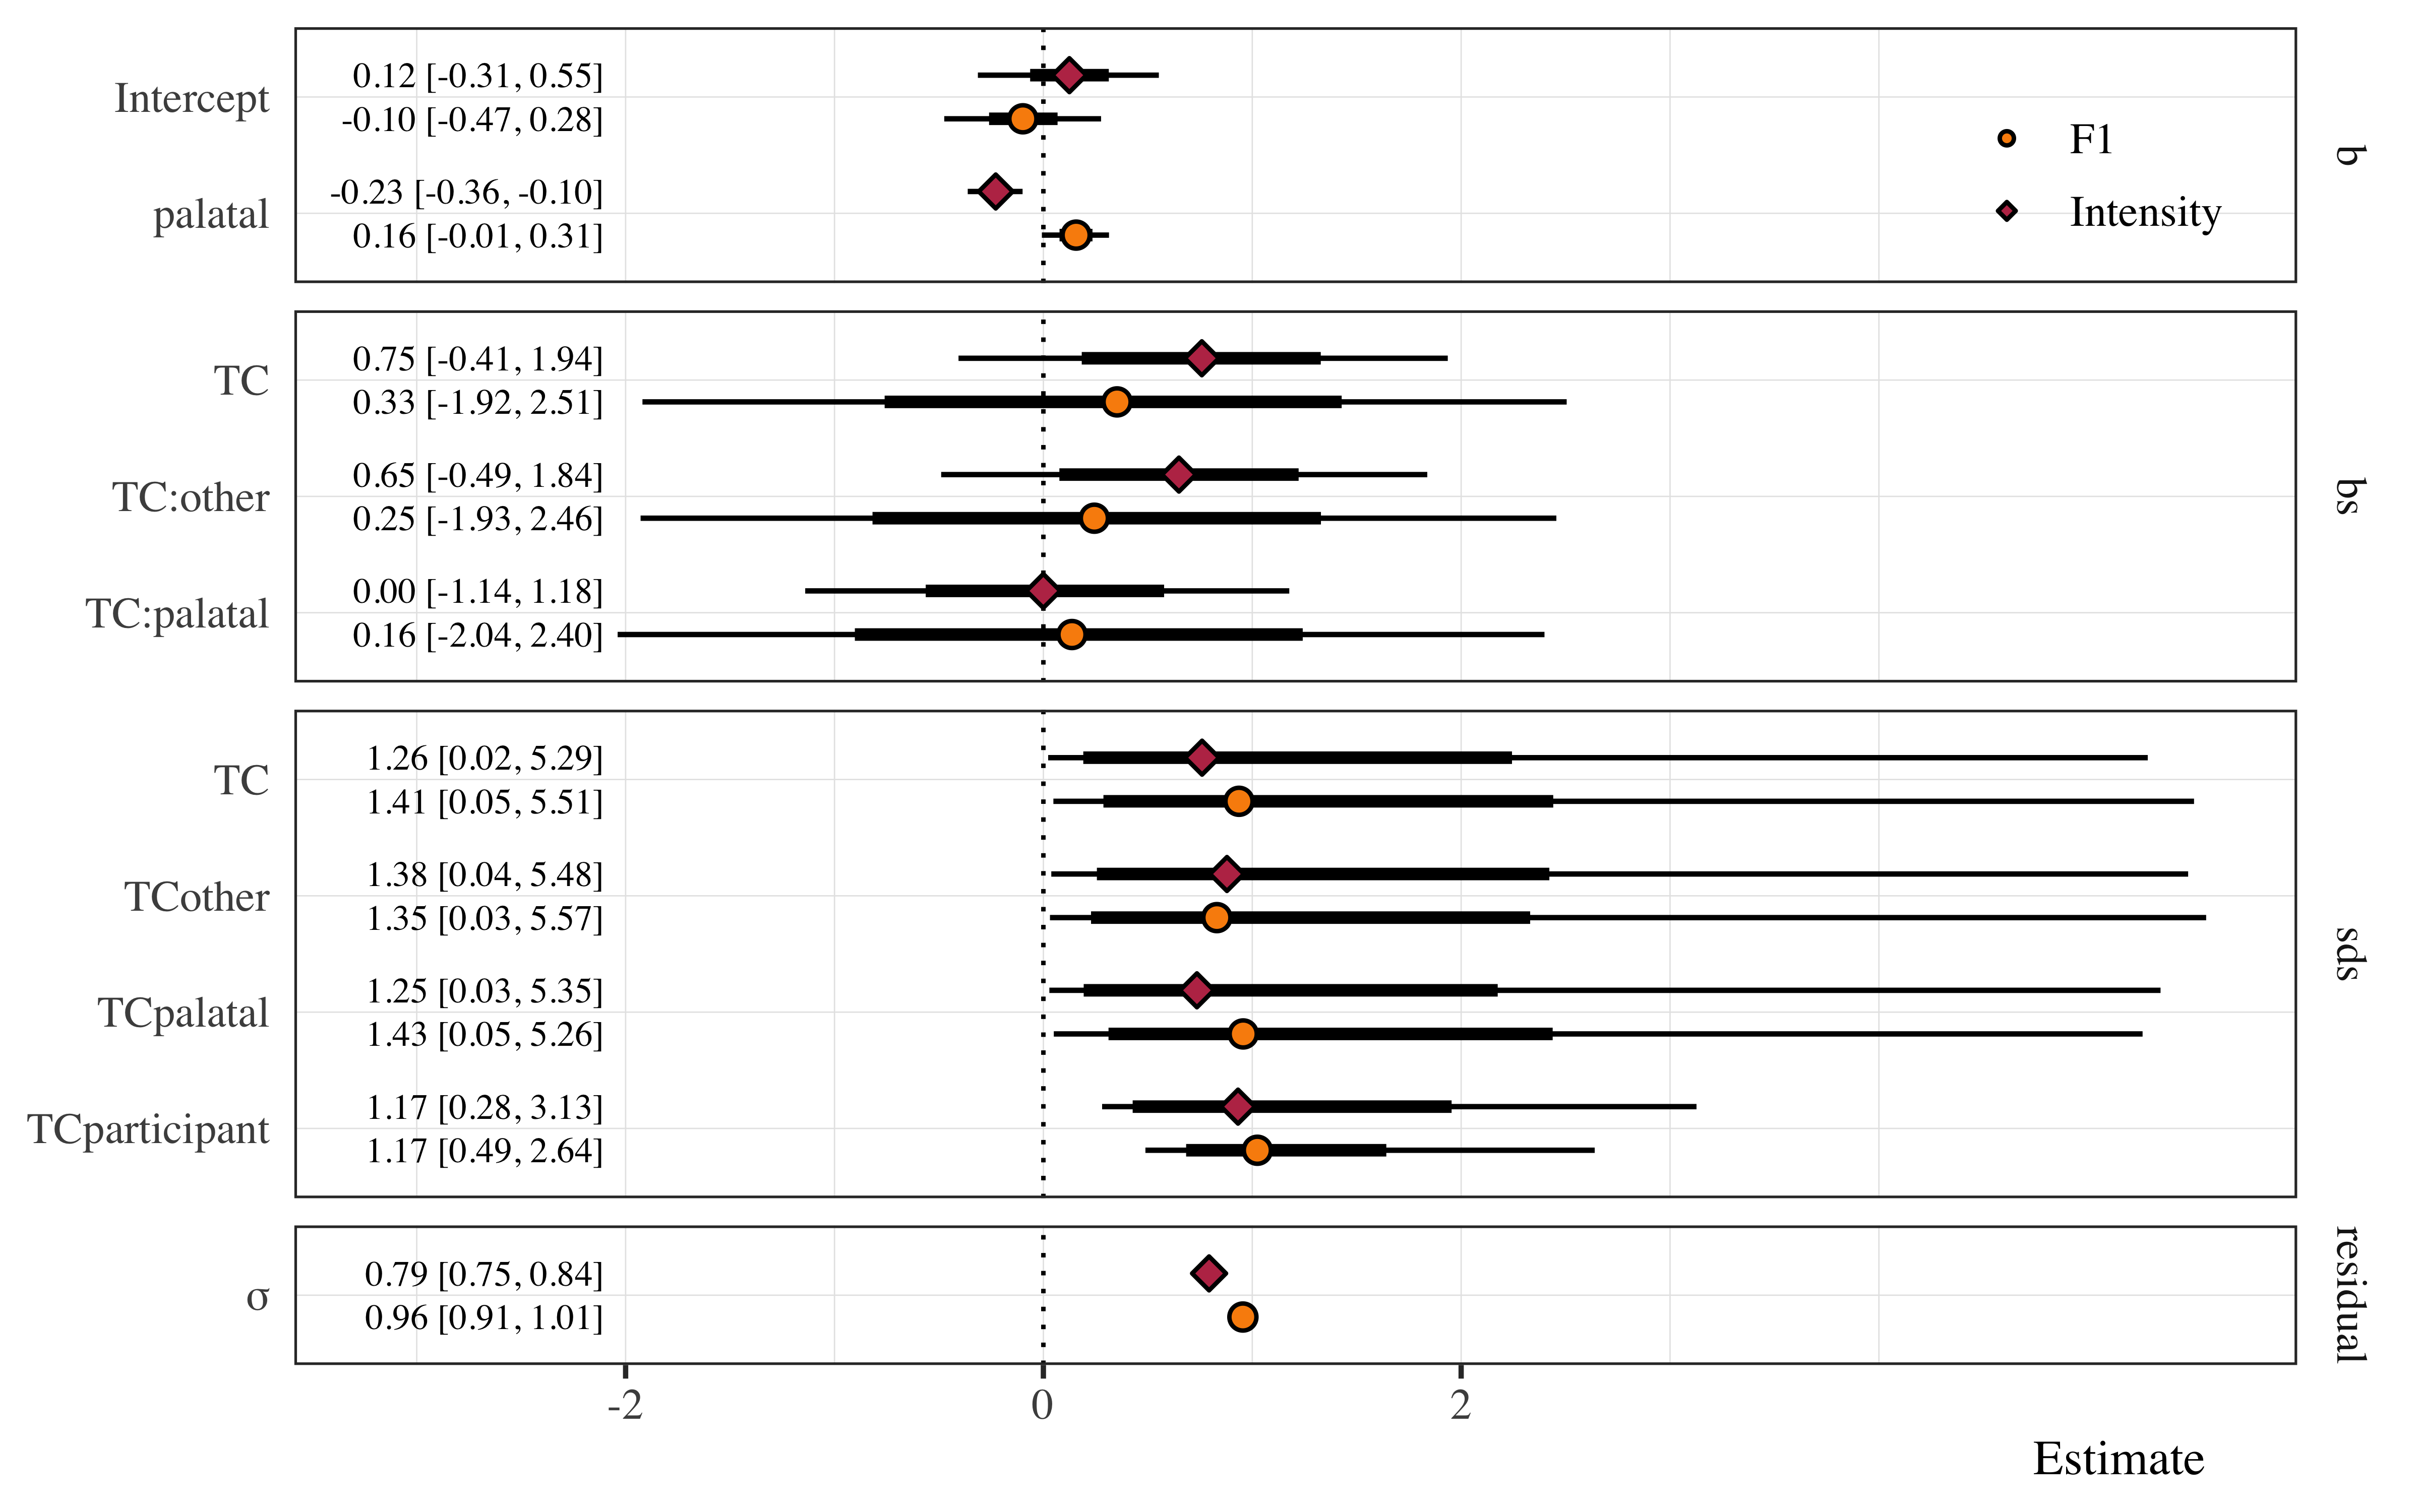 Intercept
0.12 [-0.31, 0.55]
-0.10 [-0.47, 0.28]
palatal
-0.23 [-0.36, -0.10]
0.16 [-0.01, 0.31]
F1
Intensity
b
TC
0.75 [-0.41, 1.94]
0.33 [-1.92, 2.51]
TC:other
0.65 [-0.49, 1.84]
0.25 [-1.93, 2.46]
TC:palatal
0.00 [-1.14, 1.18]
0.16 [-2.04, 2.40]
bs
TC
1.26 [0.02, 5.29]
1.41 [0.05, 5.51]
TCother
1.38 [0.04, 5.48]
1.35 [0.03, 5.57]
TCpalatal
1.25 [0.03, 5.35]
1.43 [0.05, 5.26]
TCparticipant
1.17 [0.28, 3.13]
1.17 [0.49, 2.64]
sds
σ
0.79 [0.75, 0.84]
0.96 [0.91, 1.01]
residual
-2 0 2
Estimate